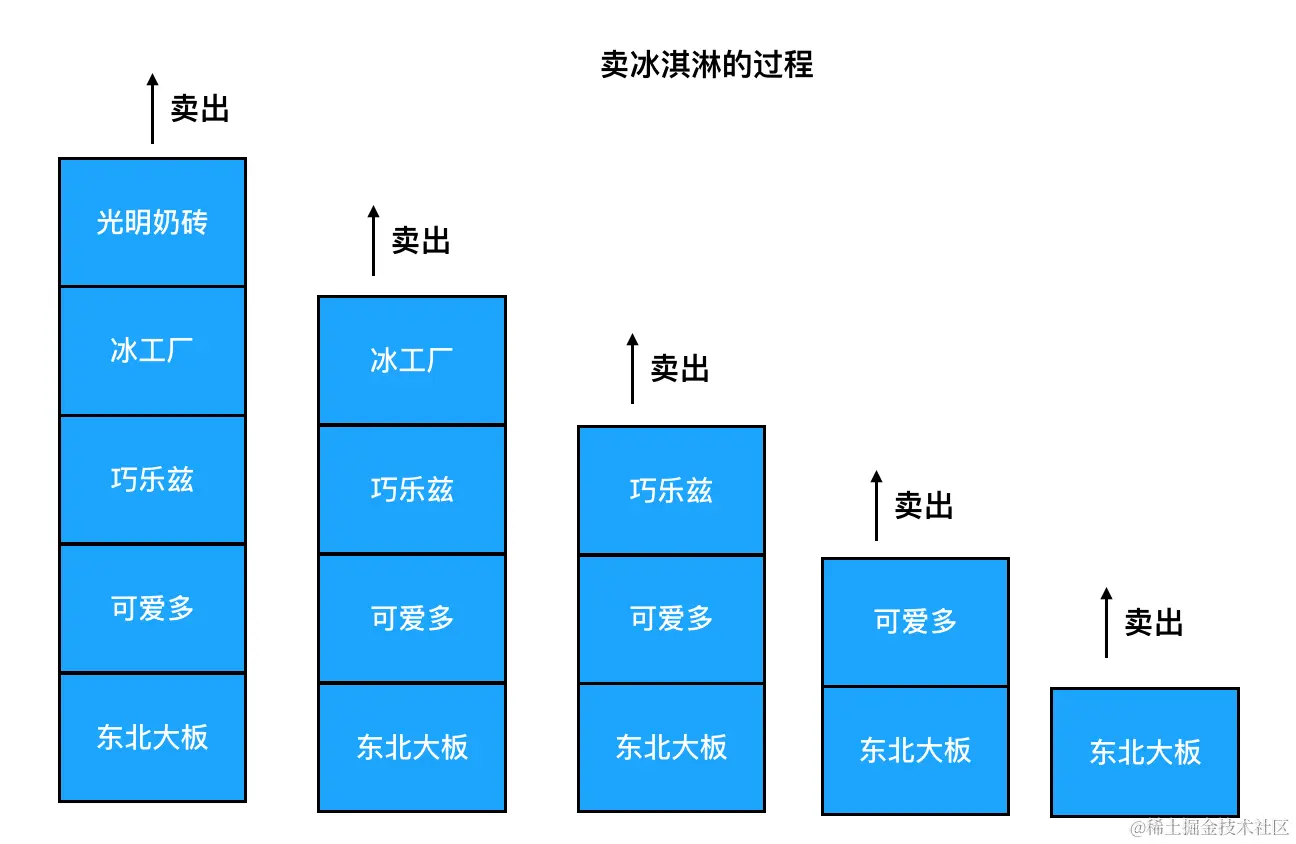 卖冰淇淋的过程
卖出
光明奶砖
冰工厂
巧乐兹
可爱多
东北大板
卖出
冰工厂
巧乐兹
可爱多
东北大板
卖出
巧乐兹
可爱多
东北大板
卖出
可爱多
东北大板
卖出
东北大板
@稀土掘金技术社区